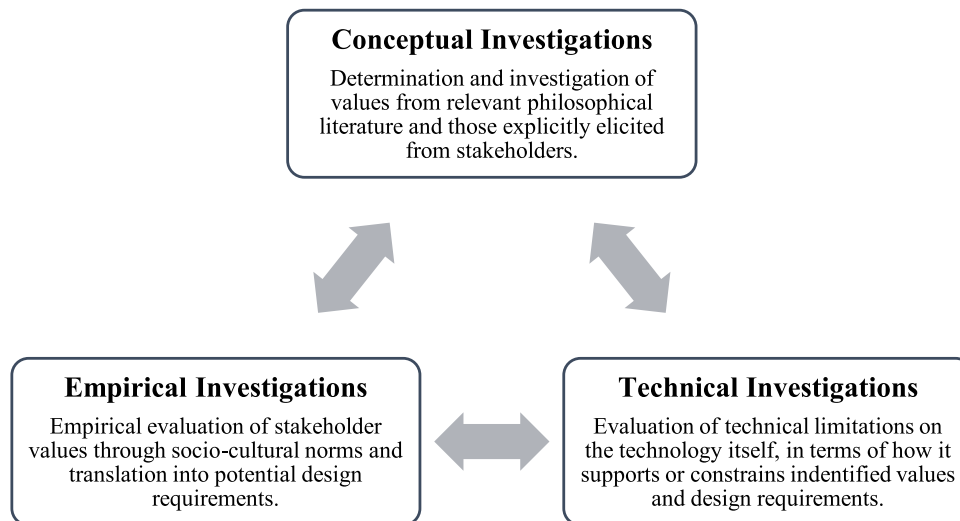 Conceptual Investigations
Determination and investigation of
values from relevant philosophical
literature and those explicitly elicited
from stakeholders.
Empirical Investigations
Empirical evaluation of stakeholder
values through socio-cultural norms and
translation into potential design
requirements.
Technical Investigations
Evaluation of technical limitations on
the technology itself, in terms of how it
supports or constrains indentified values
and design requirements.